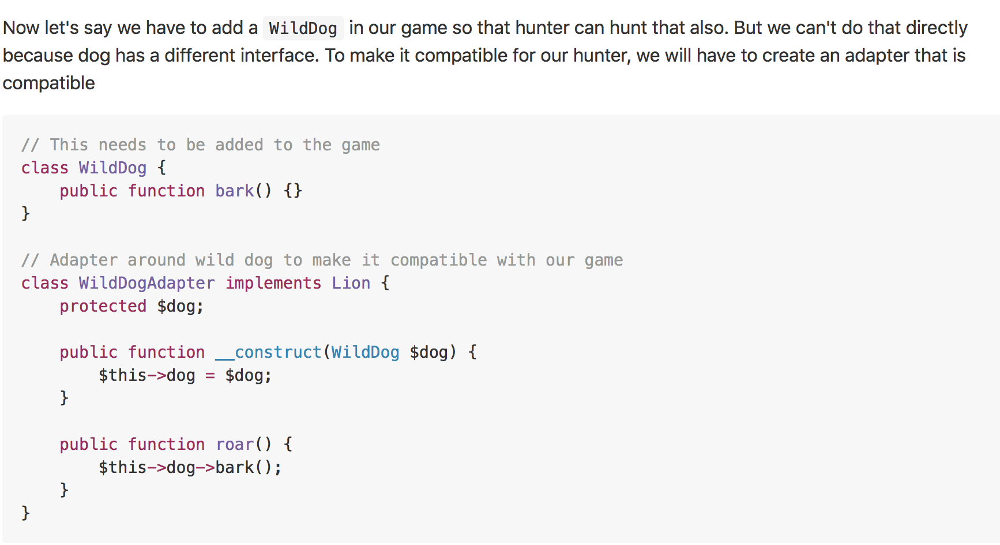 Now let's say we have to add a WildDog in our game so that hunter can hunt that also. But we can't do that directly
because dog has a different interface. To make it compatible for our hunter, we will have to create an adapter that is
compatible
// This needs to be added to the game
class WildDog {
    public function bark() {}
}

// Adapter around wild dog to make it compatible with our game
class WildDogAdapter implements Lion {
    protected $dog;

    public function __construct(WildDog $dog) {
        $this->dog = $dog;
    }

    public function roar() {
        $this->dog->bark();
    }
}